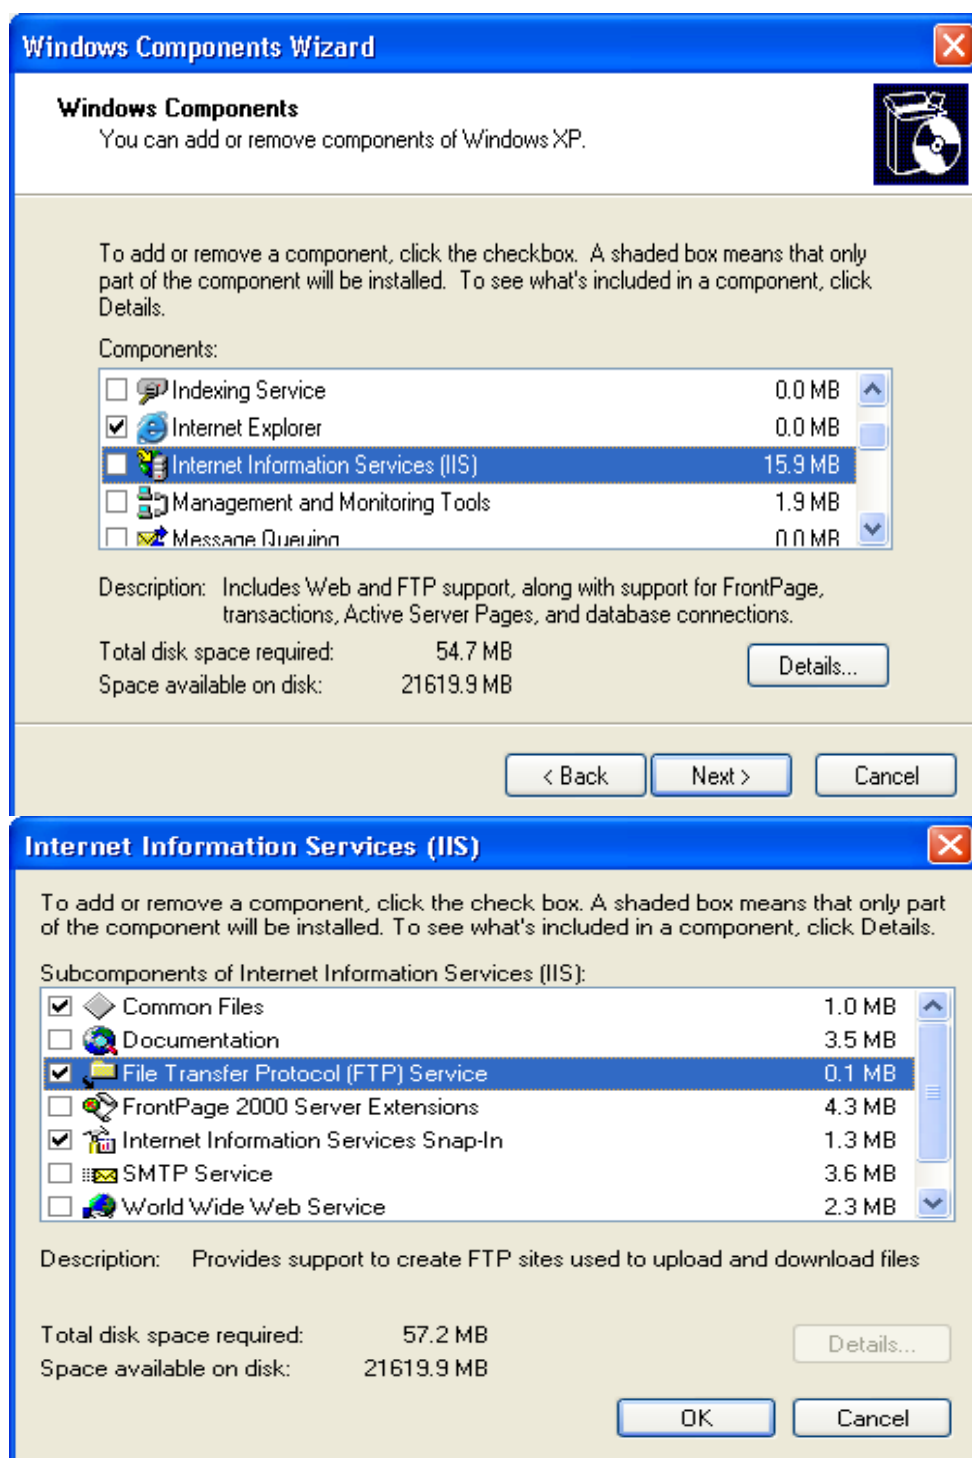 Windows Components Wizard
Windows Components
You can add or remove components of Windows XP.
To add or remove a component, click the checkbox. A shaded box means that only
part of the component will be installed. To see what's included in a component, click
Details.
Components:
Indexing Service 0.0 MB
Internet Explorer 0.0 MB
Internet Information Services (IIS) 15.9 MB
Management and Monitoring Tools 1.9 MB
Message Queuing 0.0 MB
Description: Includes Web and FTP support, along with support for FrontPage,
transactions, Active Server Pages, and database connections.
Total disk space required: 54.7 MB
Space available on disk: 21619.9 MB
Details...
< Back Next > Cancel
Internet Information Services (IIS)
To add or remove a component, click the check box. A shaded box means that only part
of the component will be installed. To see what's included in a component, click Details.
Subcomponents of Internet Information Services (IIS):
Common Files 1.0 MB
Documentation 3.5 MB
File Transfer Protocol (FTP) Service 0.1 MB
FrontPage 2000 Server Extensions 4.3 MB
Internet Information Services Snap-In 1.3 MB
SMTP Service 3.6 MB
World Wide Web Service 2.3 MB
Description: Provides support to create FTP sites used to upload and download files
Total disk space required: 57.2 MB
Space available on disk: 21619.9 MB
Details...
OK Cancel